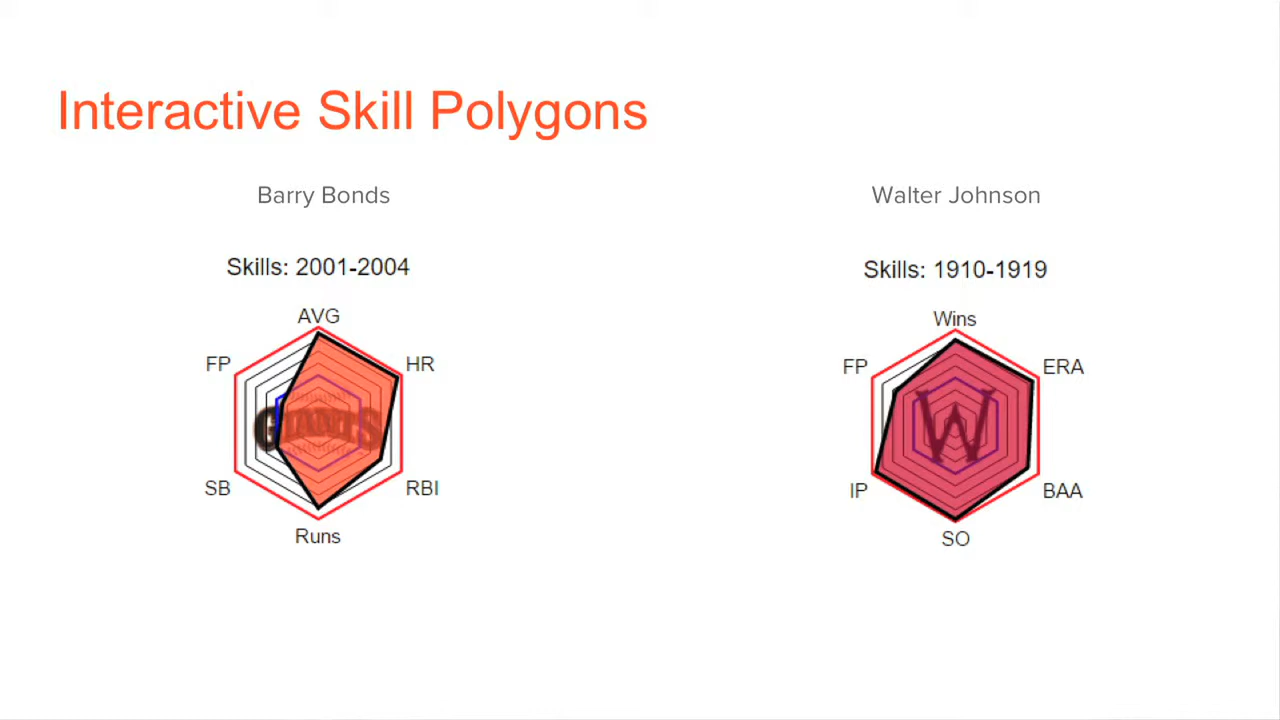 Interactive Skill Polygons
Barry Bonds
Skills: 2001-2004
AVG
FP
HR
GIANTS
SB
RBI
Runs
Walter Johnson
Skills: 1910-1919
Wins
FP
ERA
W
IP
BAA
SO